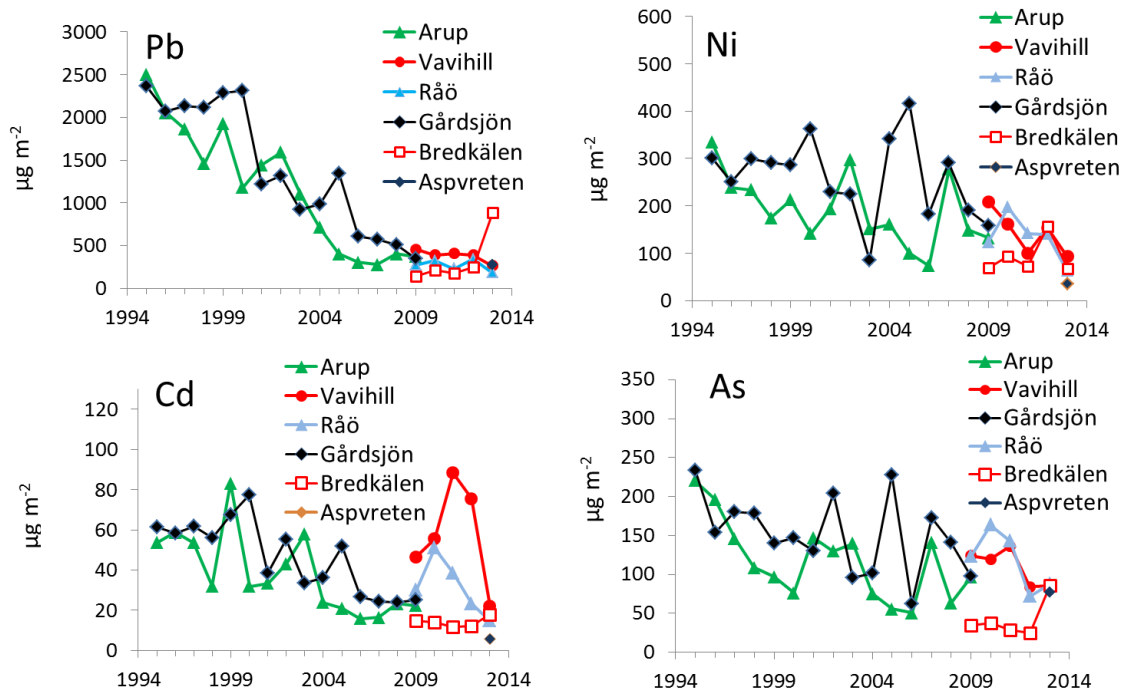 Pb
Arup
Vavihill
Råö
Gårdsjön
Bredkälen
Aspvreten
µg m-2
3000
2500
2000
1500
1000
500
0
1994
1999
2004
2009
2014
Ni
Arup
Vavihill
Råö
Gårdsjön
Bredkälen
Aspvreten
µg m-2
600
500
400
300
200
100
0
1994
1999
2004
2009
2014
Cd
Arup
Vavihill
Råö
Gårdsjön
Bredkälen
Aspvreten
µg m-2
120
100
80
60
40
20
0
1994
1999
2004
2009
2014
As
Arup
Vavihill
Gårdsjön
Råö
Bredkälen
Aspvreten
µg m-2
350
300
250
200
150
100
50
0
1994
1999
2004
2009
2014